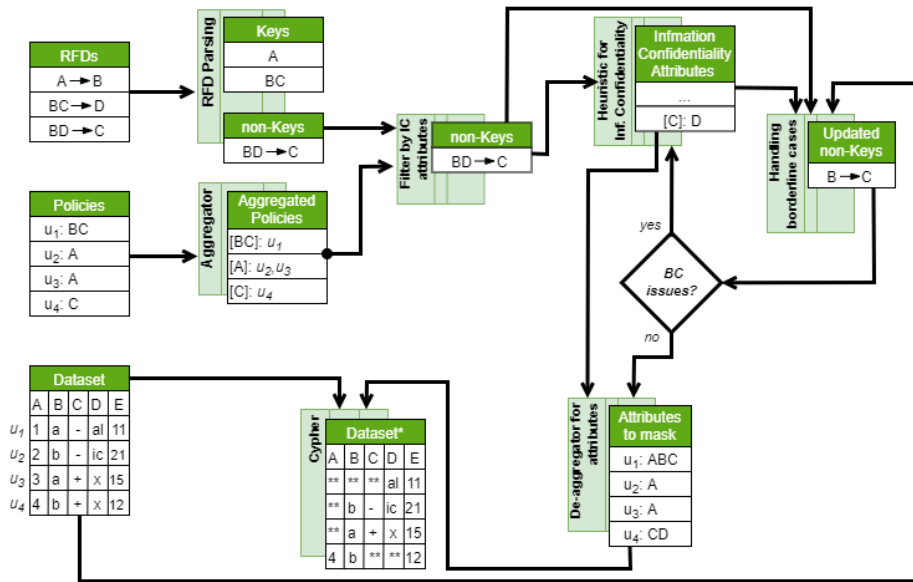 RFDs
A → B
BC → D
BD → C
RFD Parsing
Keys
A
BC
non-Keys
BD → C
Filter by IC
attributes
non-Keys
BD → C
Heuristic for
Inf. Confidentiality
Infmation
Confidentiality
Attributes
...
[C]: D
Handling
borderline cases
Updated
non-Keys
B → C
Policies
u1: BC
u2: A
u3: A
u4: C
Aggregator
Aggregated
Policies
[BC]: u1
[A]: u2,u3
[C]: u4
yes
BC
issues?
no
Dataset
A B C D E
u1 1 a - al 11
u2 2 b - ic 21
u3 3 a + x 15
u4 4 b + x 12
Cypher
Dataset*
A B C D E
** ** ** al 11
** b - ic 21
** a + x 15
4 b ** ** 12
De-aggregator for
attributes
Attributes
to mask
u1: ABC
u2: A
u3: A
u4: CD